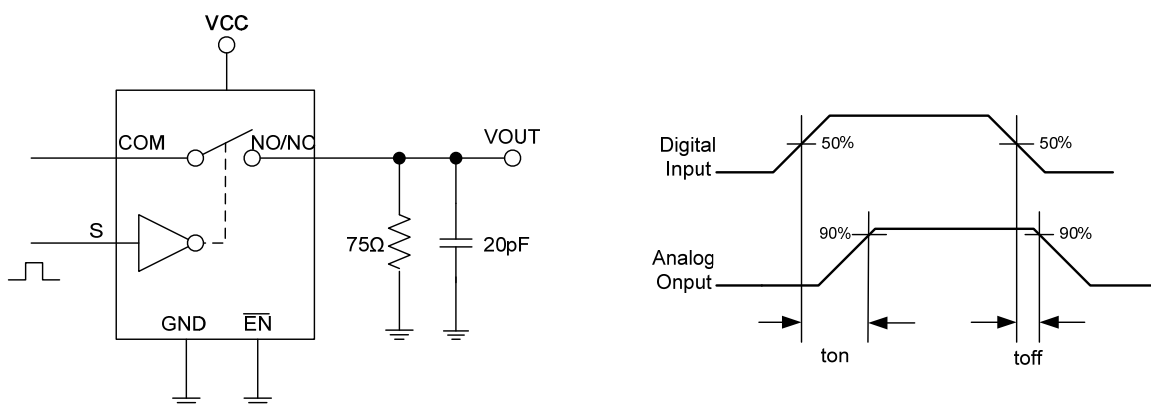 VCC
COM
NO/NC
VOUT
S
75Ω
20pF
GND
EN
Digital
Input
50%
50%
Analog
Onput
90%
90%
ton
toff